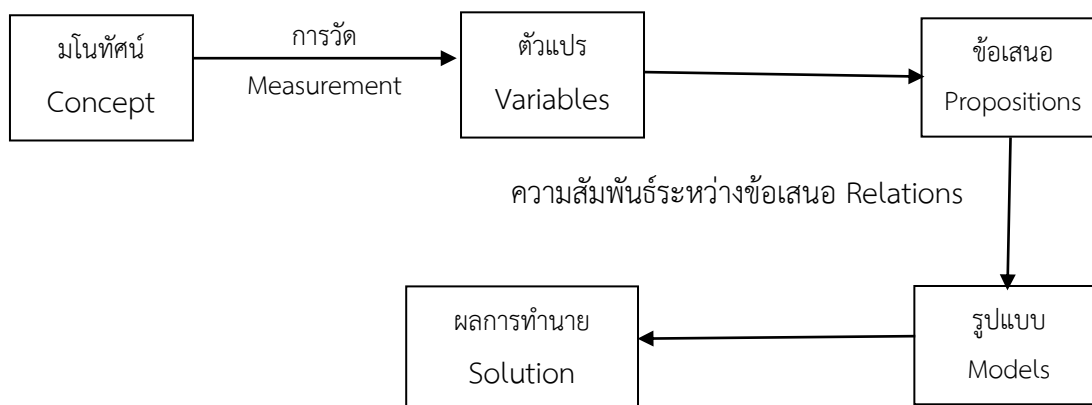 มโนทัศน์
Concept
การวัด
Measurement
ตัวแปร
Variables
ข้อเสนอ
Propositions
ความสัมพันธ์ระหว่างข้อเสนอ Relations
ผลการทำนาย
Solution
รูปแบบ
Models